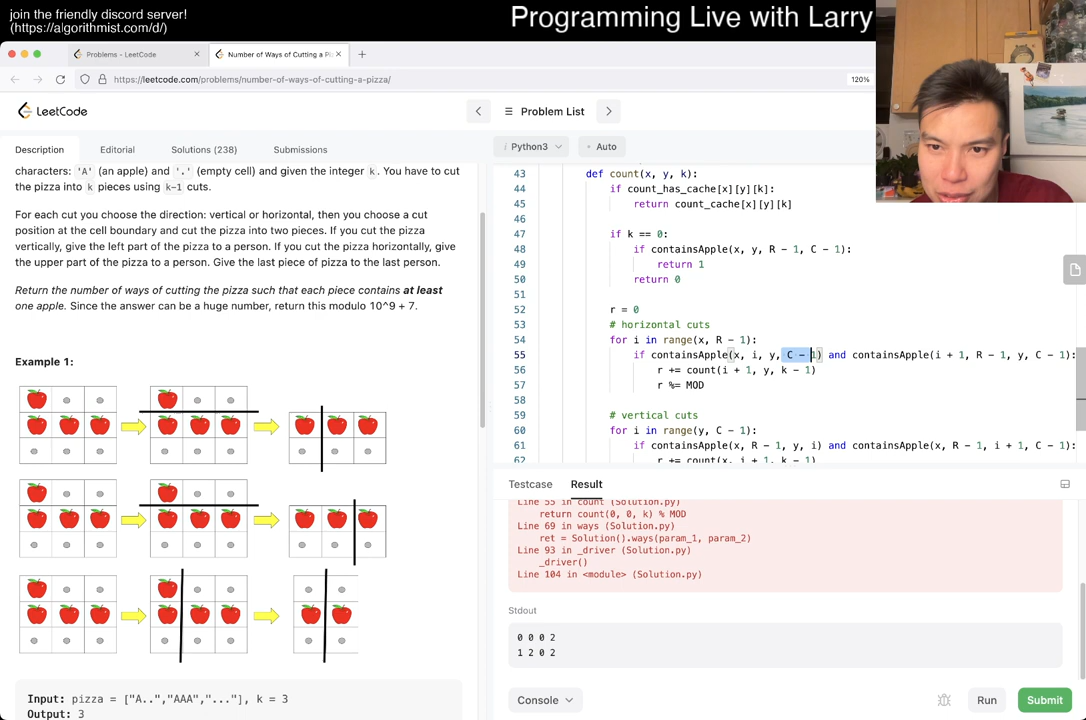 join the friendly discord server!
(https://algorithmist.com/d/)
Programming Live with Larry
Problems - LeetCode
Number of Ways of Cutting a Pi
https://leetcode.com/problems/number-of-ways-of-cutting-a-pizza/
120%
LeetCode
Problem List
Description
Editorial
Solutions (238)
Submissions
characters: 'A' (an apple) and '.' (empty cell) and given the integer k. You have to cut
the pizza into k pieces using k-1 cuts.
For each cut you choose the direction: vertical or horizontal, then you choose a cut
position at the cell boundary and cut the pizza into two pieces. If you cut the pizza
vertically, give the left part of the pizza to a person. If you cut the pizza horizontally, give
the upper part of the pizza to a person. Give the last piece of pizza to the last person.
Return the number of ways of cutting the pizza such that each piece contains at least
one apple. Since the answer can be a huge number, return this modulo 10^9 + 7.
Example 1:
Input: pizza = ["A..","AAA","..."], k = 3
Output: 3
i Python3
Auto
43 def count(x, y, k):
44 if count_has_cache[x][y][k]:
45 return count_cache[x][y][k]
46
47 if k == 0:
48 if containsApple(x, y, R - 1, C - 1):
49 return 1
50 return 0
51
52 r = 0
53 # horizontal cuts
54 for i in range(x, R - 1):
55 if containsApple(x, i, y, C - 1) and containsApple(i + 1, R - 1, y, C - 1):
56 r += count(i + 1, y, k - 1)
57 r %= MOD
58
59 # vertical cuts
60 for i in range(y, C - 1):
61 if containsApple(x, R - 1, y, i) and containsApple(x, R - 1, i + 1, C - 1):
62 r += count(x, i + 1, k - 1)
Testcase
Result
Line 55 in count (Solution.py)
return count(0, 0, k) % MOD
Line 69 in ways (Solution.py)
ret = Solution().ways(param_1, param_2)
Line 93 in _driver (Solution.py)
_driver()
Line 104 in <module> (Solution.py)
Stdout
0 0 0 2
1 2 0 2
Console
Run
Submit